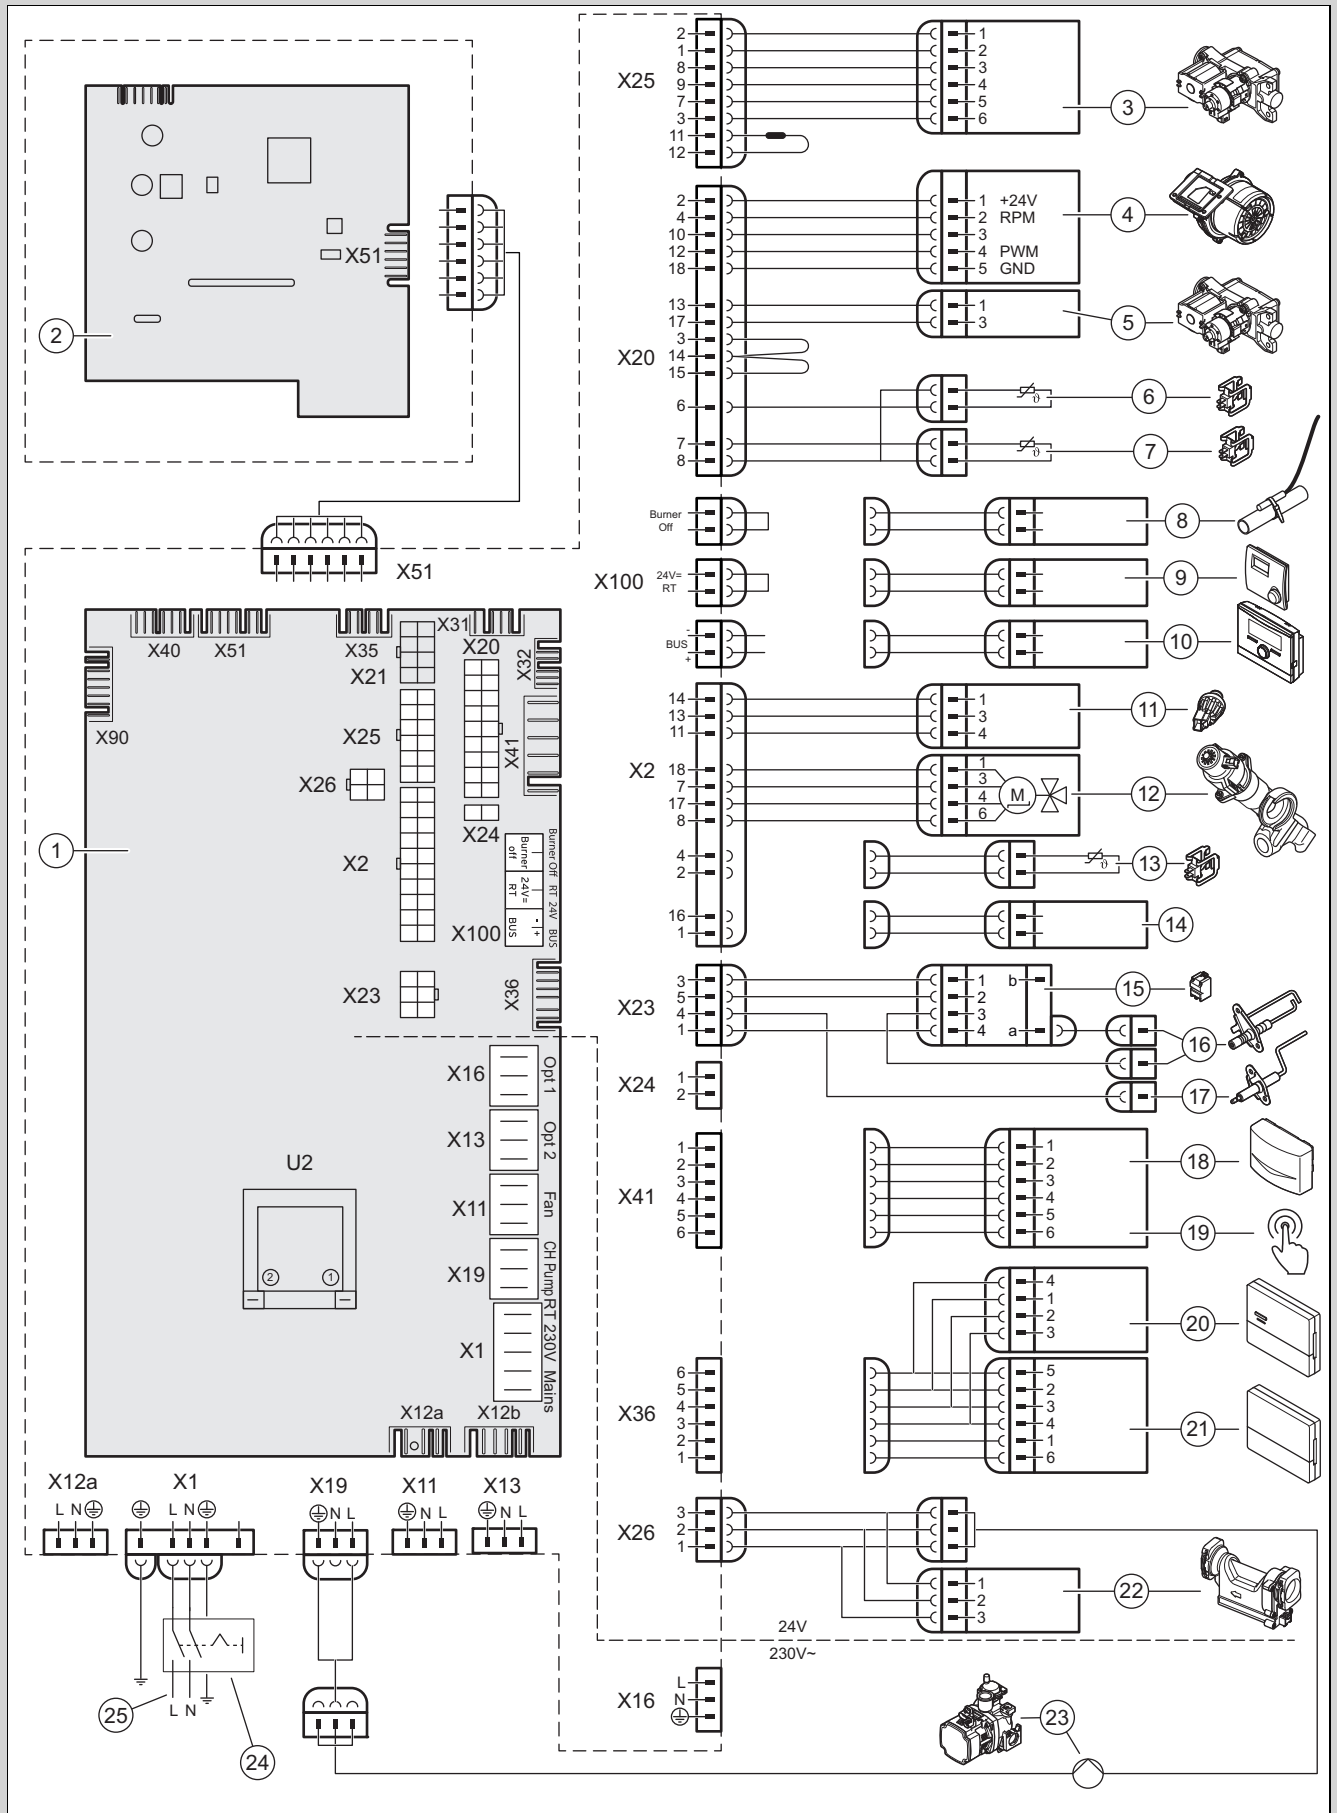 X51
2
X51
X40
X51
X35
X31
X21
X20
X32
X90
X25
X41
X26
X24
X2
Burner off
24V=
RT
BUS
-
+
Burner Off RT 24V BUS
X100
X23
X36
1
X16
Opt 1
X13
Opt 2
U2
X11
Fan
2
1
X19
CH Pump
X1
RT 230V Mains
X12a
X12b
X12a
X1
X19
X11
X13
L N
L N
N L
N L
N L
L N
25
24
X25
2 1
1 2
8 3
9 4
7 5
3 6
11
12
3
X20
2 1 +24V
4 2 RPM
10 3
12 4 PWM
18 5 GND
4
13 1
17 3
5
3
14
15
6
ϑ
6
7
8
ϑ
7
Burner
Off
8
X100
24V=
RT
9
-
BUS
+
10
X2
14 1
13 3
11 4
11
18 1
7 3
17 4
8 6
M
12
4
2
ϑ
13
16
1
14
X23
3 1 b
5 2
4 3
1 4 a
15
16
X24
1
2
17
X41
1 1
2 2
3 3
4 4
5 5
6 6
18
19
4
1
2
3
20
X36
6 5
5 2
4 3
3 4
2 1
1 6
21
X26
3
2
1
1
2
3
22
24V
230V~
X16
L
N
23